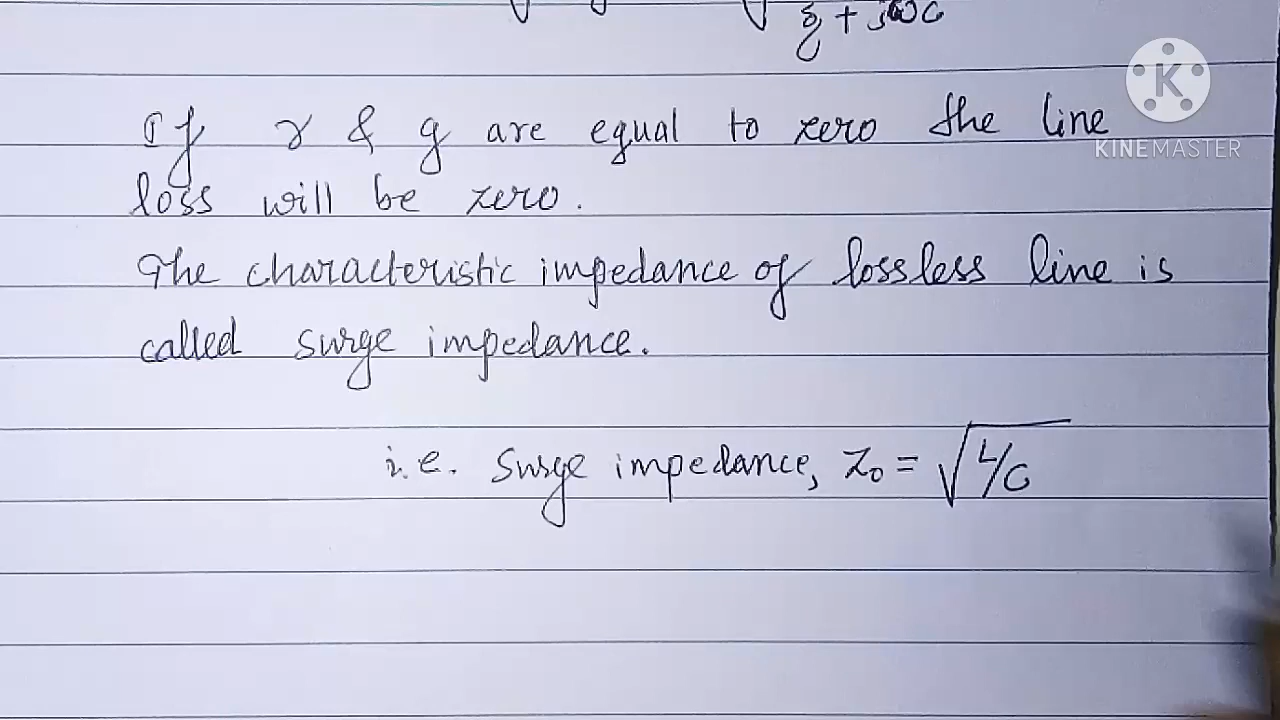 g + jωc
If r & g are equal to zero the line
loss will be zero.
The characteristic impedance of lossless line is
called surge impedance.
i.e. Surge impedance, Z₀ = √L/C
K
KINEMASTER